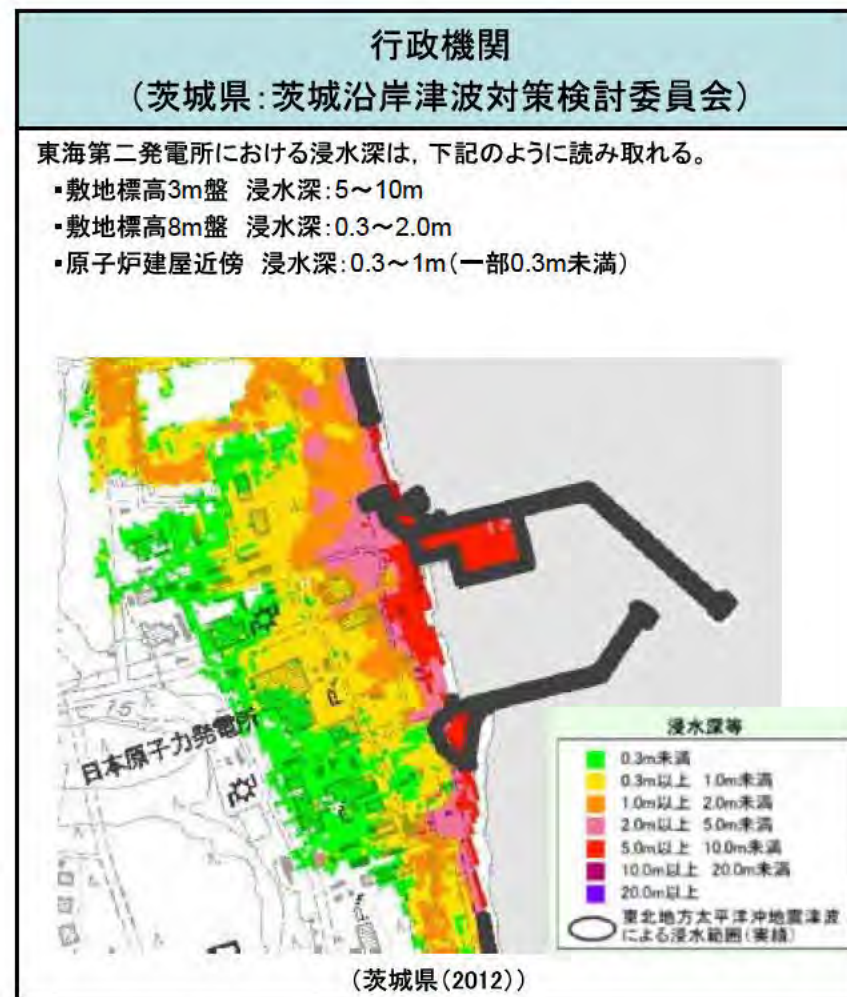 行政機関
（茨城県：茨城沿岸津波対策検討委員会）
東海第二発電所における浸水深は，下記のように読み取れる。
▪敷地標高3m盤　浸水深：5～10m
▪敷地標高8m盤　浸水深：0.3～2.0m
▪原子炉建屋近傍　浸水深：0.3～1m（一部0.3m未満）
15
日本原子力発電所
浸水深等
0.3m未満
0.3m以上　1.0m未満
1.0m以上　2.0m未満
2.0m以上　5.0m未満
5.0m以上　10.0m未満
10.0m以上　20.0m未満
20.0m以上
東北地方太平洋沖地震津波
による浸水範囲（実績）
（茨城県（2012））